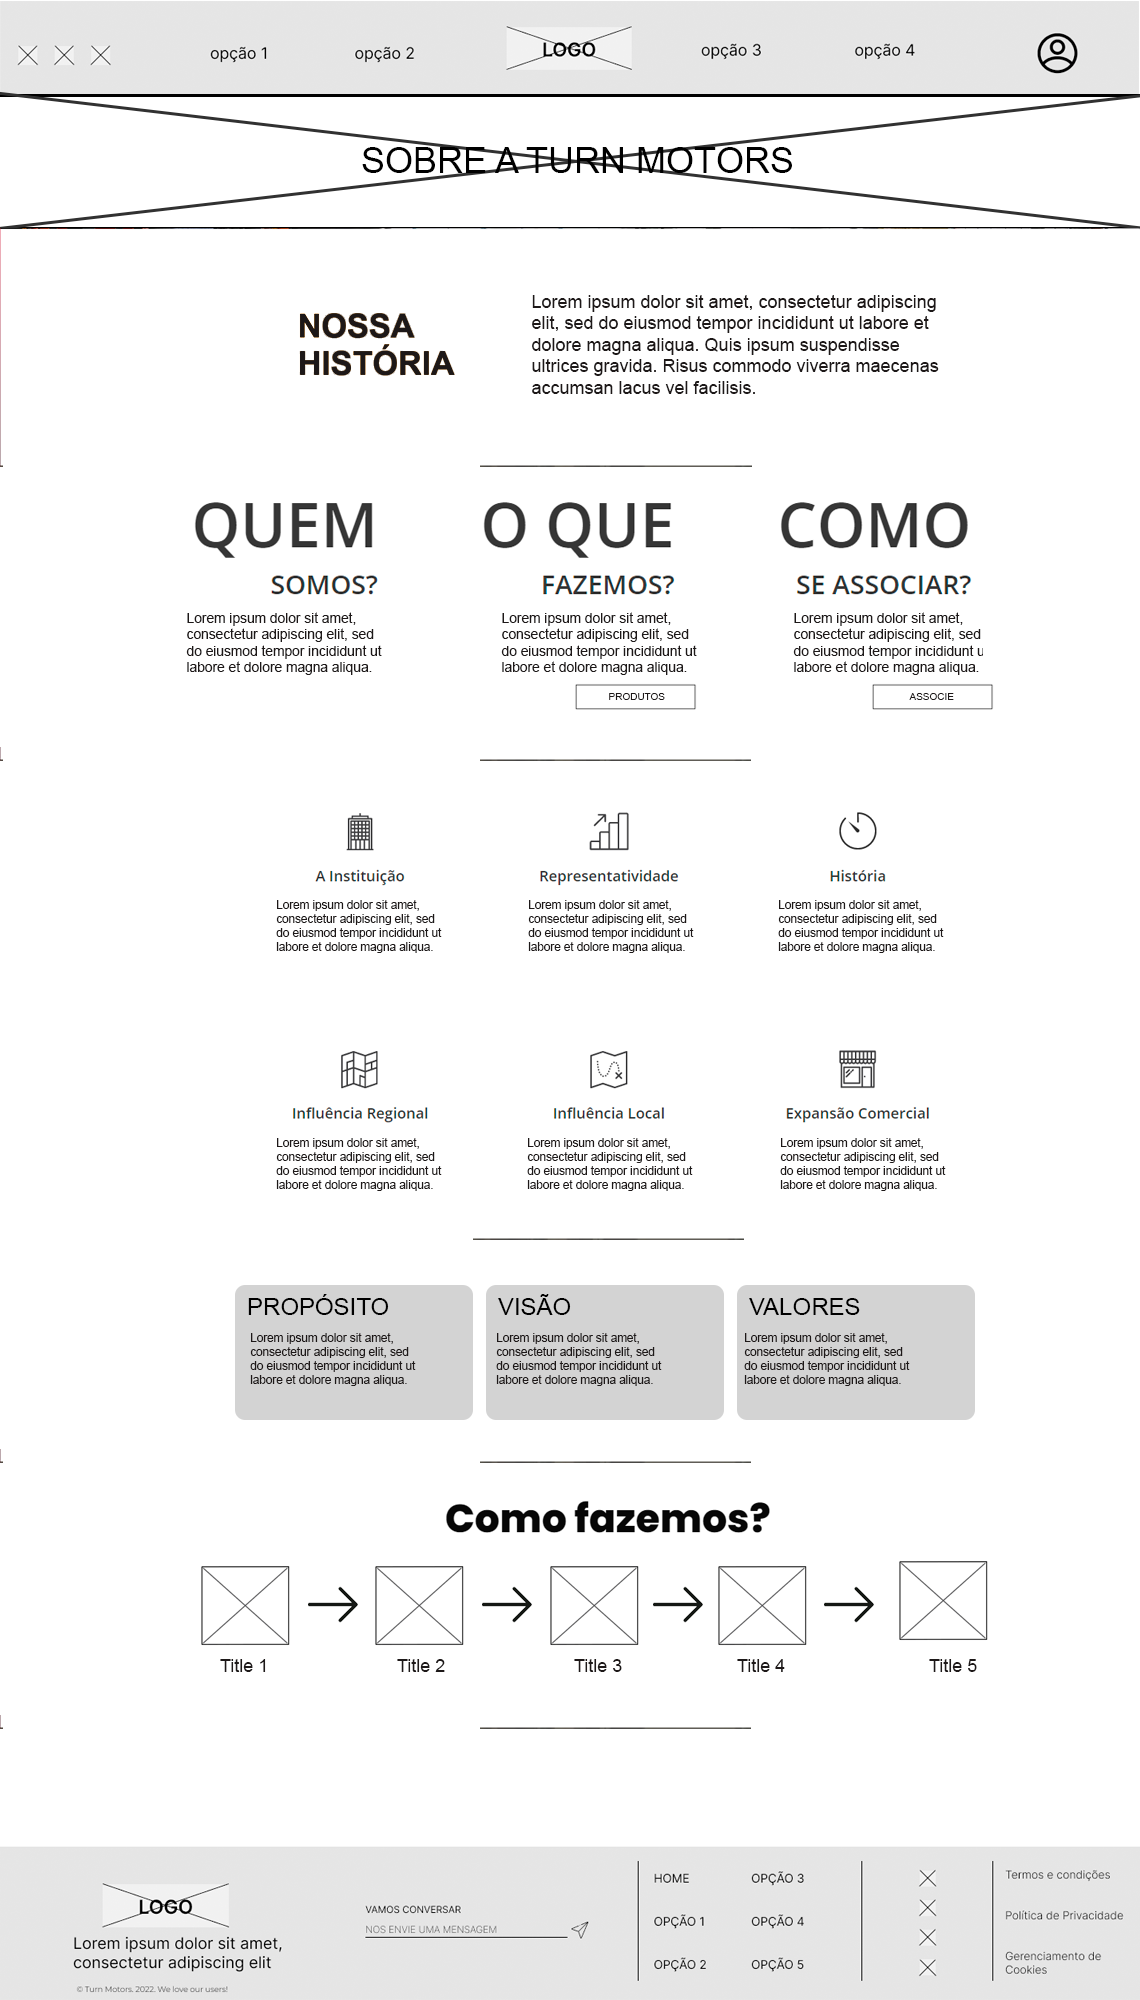 opção 1
opção 2
LOGO
opção 3
opção 4
SOBRE A TURN MOTORS
NOSSA
HISTÓRIA
Lorem ipsum dolor sit amet, consectetur adipiscing
elit, sed do eiusmod tempor incididunt ut labore et
dolore magna aliqua. Quis ipsum suspendisse
ultrices gravida. Risus commodo viverra maecenas
accumsan lacus vel facilisis.
QUEM
SOMOS?
Lorem ipsum dolor sit amet,
consectetur adipiscing elit, sed
do eiusmod tempor incididunt ut
labore et dolore magna aliqua.
O QUE
FAZEMOS?
Lorem ipsum dolor sit amet,
consectetur adipiscing elit, sed
do eiusmod tempor incididunt ut
labore et dolore magna aliqua.
PRODUTOS
COMO
SE ASSOCIAR?
Lorem ipsum dolor sit amet,
consectetur adipiscing elit, sed
do eiusmod tempor incididunt u
labore et dolore magna aliqua.
ASSOCIE
A Instituição
Lorem ipsum dolor sit amet,
consectetur adipiscing elit, sed
do eiusmod tempor incididunt ut
labore et dolore magna aliqua.
Representatividade
Lorem ipsum dolor sit amet,
consectetur adipiscing elit, sed
do eiusmod tempor incididunt ut
labore et dolore magna aliqua.
História
Lorem ipsum dolor sit amet,
consectetur adipiscing elit, sed
do eiusmod tempor incididunt ut
labore et dolore magna aliqua.
Influência Regional
Lorem ipsum dolor sit amet,
consectetur adipiscing elit, sed
do eiusmod tempor incididunt ut
labore et dolore magna aliqua.
Influência Local
Lorem ipsum dolor sit amet,
consectetur adipiscing elit, sed
do eiusmod tempor incididunt ut
labore et dolore magna aliqua.
Expansão Comercial
Lorem ipsum dolor sit amet,
consectetur adipiscing elit, sed
do eiusmod tempor incididunt ut
labore et dolore magna aliqua.
PROPÓSITO
Lorem ipsum dolor sit amet,
consectetur adipiscing elit, sed
do eiusmod tempor incididunt ut
labore et dolore magna aliqua.
VISÃO
Lorem ipsum dolor sit amet,
consectetur adipiscing elit, sed
do eiusmod tempor incididunt ut
labore et dolore magna aliqua.
VALORES
Lorem ipsum dolor sit amet,
consectetur adipiscing elit, sed
do eiusmod tempor incididunt ut
labore et dolore magna aliqua.
Como fazemos?
Title 1
Title 2
Title 3
Title 4
Title 5
LOGO
Lorem ipsum dolor sit amet,
consectetur adipiscing elit
© Turn Motors. 2022. We love our users!
VAMOS CONVERSAR
NOS ENVIE UMA MENSAGEM
HOME
OPÇÃO 1
OPÇÃO 2
OPÇÃO 3
OPÇÃO 4
OPÇÃO 5
Termos e condições
Política de Privacidade
Gerenciamento de
Cookies